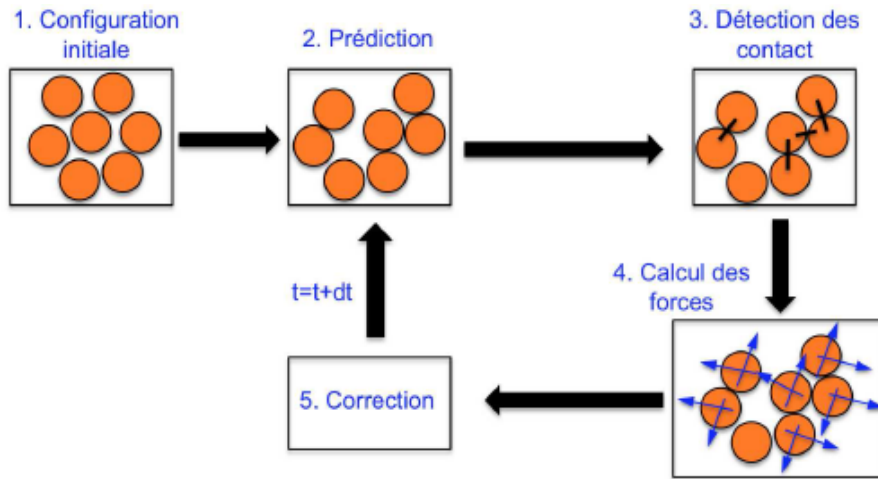 1. Configuration
initiale
2. Prédiction
3. Détection des
contact
4. Calcul des
forces
t=t+dt
5. Correction